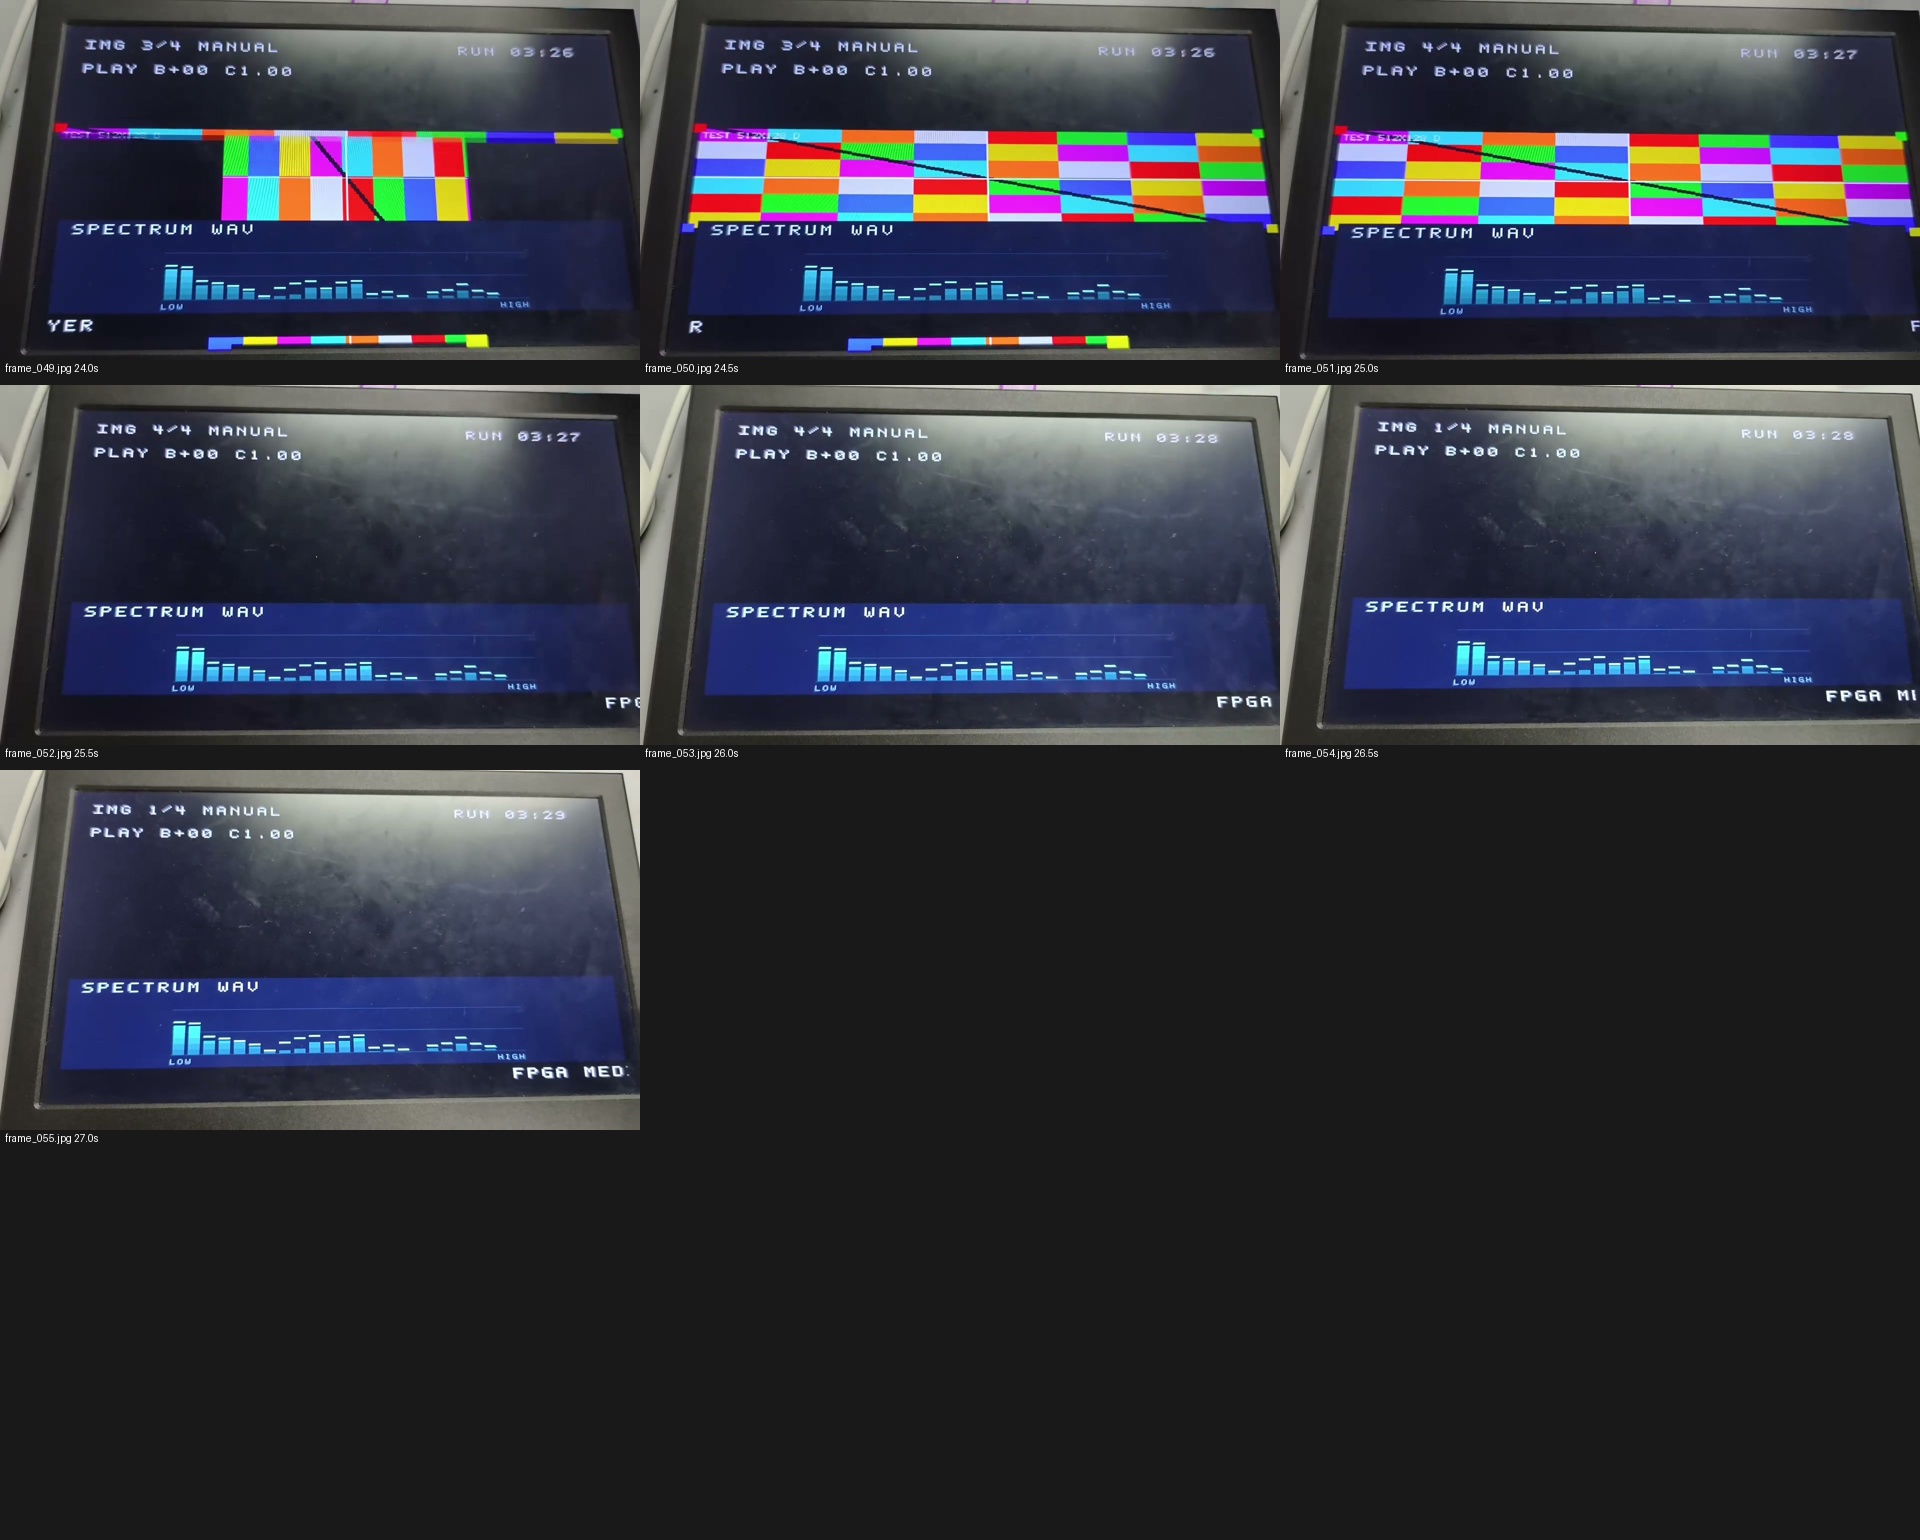 IMG 3/4 MANUAL
RUN 03:26
PLAY B+00 C1.00
SPECTRUM WAV
LOW
HIGH
YER
frame_049.jpg 24.0s
IMG 3/4 MANUAL
RUN 03:26
PLAY B+00 C1.00
TEST 512X128 D
SPECTRUM WAV
LOW
HIGH
R
frame_050.jpg 24.5s
IMG 4/4 MANUAL
RUN 03:27
PLAY B+00 C1.00
TEST 512X128 D
SPECTRUM WAV
LOW
HIGH
F
frame_051.jpg 25.0s
IMG 4/4 MANUAL
RUN 03:27
PLAY B+00 C1.00
SPECTRUM WAV
LOW
HIGH
FPG
frame_052.jpg 25.5s
IMG 4/4 MANUAL
RUN 03:28
PLAY B+00 C1.00
SPECTRUM WAV
LOW
HIGH
FPGA
frame_053.jpg 26.0s
IMG 1/4 MANUAL
RUN 03:28
PLAY B+00 C1.00
SPECTRUM WAV
LOW
HIGH
FPGA M
frame_054.jpg 26.5s
IMG 1/4 MANUAL
RUN 03:29
PLAY B+00 C1.00
SPECTRUM WAV
LOW
HIGH
FPGA MED
frame_055.jpg 27.0s